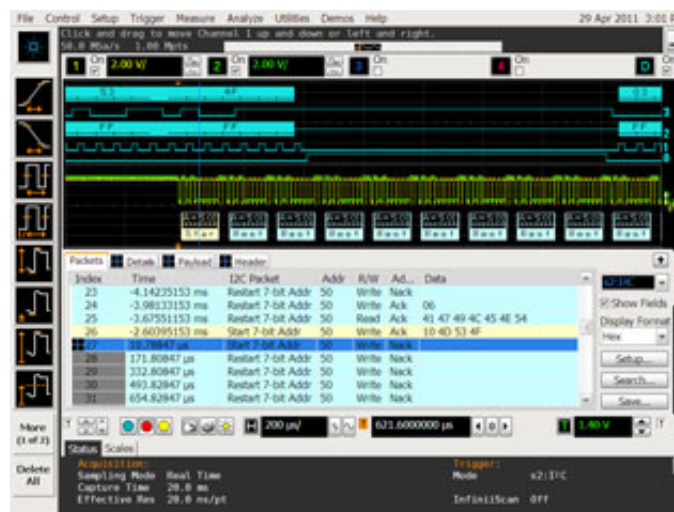 File Control Setup Trigger Measure Analyze Utilities Demos Help 29 Apr 2011 3:01 P
Click and drag to move Channel 1 up and down or left and right.
50.0 MSa/s 1.00 Mpts
1 On 2.00 V/ 2 On 2.00 V/ 3 On 4 On D
53 4F 03
FF FF FF
Packets Details Payload Header
Index Time I2C Packet Addr R/W Ad... Data
23 -4.14235153 ms Restart 7-bit Addr 50 Write Nack
24 -3.98133153 ms Restart 7-bit Addr 50 Write Ack 06
25 -3.67551153 ms Restart 7-bit Addr 50 Read Ack 41 47 49 4C 45 4E 54
26 -2.60395153 ms Start 7-bit Addr 50 Write Ack 10 4D 53 4F
27 10.78847 µs Start 7-bit Addr 50 Write Nack
28 171.80847 µs Restart 7-bit Addr 50 Write Nack
29 332.80847 µs Restart 7-bit Addr 50 Write Nack
30 493.82847 µs Restart 7-bit Addr 50 Write Nack
31 654.82847 µs Restart 7-bit Addr 50 Write Nack
s2:I²C
Show Fields
Display Format
Hex
Setup...
Search...
Save...
More
(1 of 2)
Delete
All
H 200 µs/ 621.6000000 µs 0 T 1.40 V
Status Scales
Acquisition: Trigger:
Sampling Mode Real Time Mode s2:I²C
Capture Time 20.0 ms
Effective Res 20.0 ns/pt InfiniiScan Off